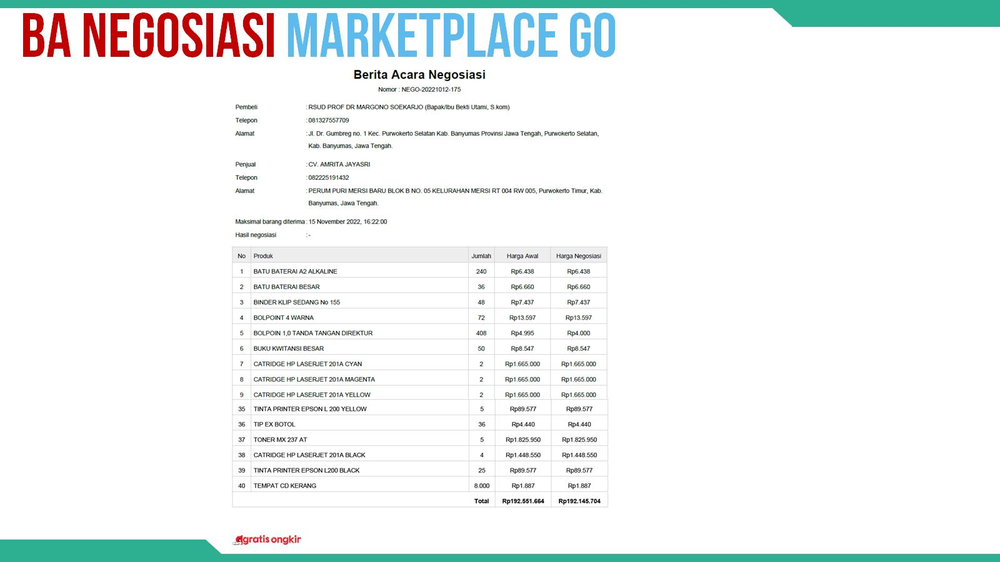 BA NEGOSIASI MARKETPLACE GO
Berita Acara Negosiasi
Nomor : NEGO-20221012-175
Pembeli : RSUD PROF DR MARGONO SOEKARJO (Bapak/Ibu Bekti Utami, S.kom)
Telepon : 081327557709
Alamat : Jl. Dr. Gumbreg no. 1 Kec. Purwokerto Selatan Kab. Banyumas Provinsi Jawa Tengah, Purwokerto Selatan,
Kab. Banyumas, Jawa Tengah.
Penjual : CV. AMRITA JAYASRI
Telepon : 082225191432
Alamat : PERUM PURI MERSI BARU BLOK B NO. 05 KELURAHAN MERSI RT 004 RW 005, Purwokerto Timur, Kab.
Banyumas, Jawa Tengah.
Maksimal barang diterima : 15 November 2022, 16:22:00
Hasil negosiasi : -
No Produk Jumlah Harga Awal Harga Negosiasi
1 BATU BATERAI A2 ALKALINE 240 Rp6.438 Rp6.438
2 BATU BATERAI BESAR 36 Rp6.660 Rp6.660
3 BINDER KLIP SEDANG No 155 48 Rp7.437 Rp7.437
4 BOLPOINT 4 WARNA 72 Rp13.597 Rp13.597
5 BOLPOIN 1,0 TANDA TANGAN DIREKTUR 408 Rp4.995 Rp4.000
6 BUKU KWITANSI BESAR 50 Rp8.547 Rp8.547
7 CATRIDGE HP LASERJET 201A CYAN 2 Rp1.665.000 Rp1.665.000
8 CATRIDGE HP LASERJET 201A MAGENTA 2 Rp1.665.000 Rp1.665.000
9 CATRIDGE HP LASERJET 201A YELLOW 2 Rp1.665.000 Rp1.665.000
35 TINTA PRINTER EPSON L 200 YELLOW 5 Rp89.577 Rp89.577
36 TIP EX BOTOL 36 Rp4.440 Rp4.440
37 TONER MX 237 AT 5 Rp1.825.950 Rp1.825.950
38 CATRIDGE HP LASERJET 201A BLACK 4 Rp1.448.550 Rp1.448.550
39 TINTA PRINTER EPSON L200 BLACK 25 Rp89.577 Rp89.577
40 TEMPAT CD KERANG 8.000 Rp1.887 Rp1.887
Total Rp192.551.664 Rp192.145.704
gratis ongkir